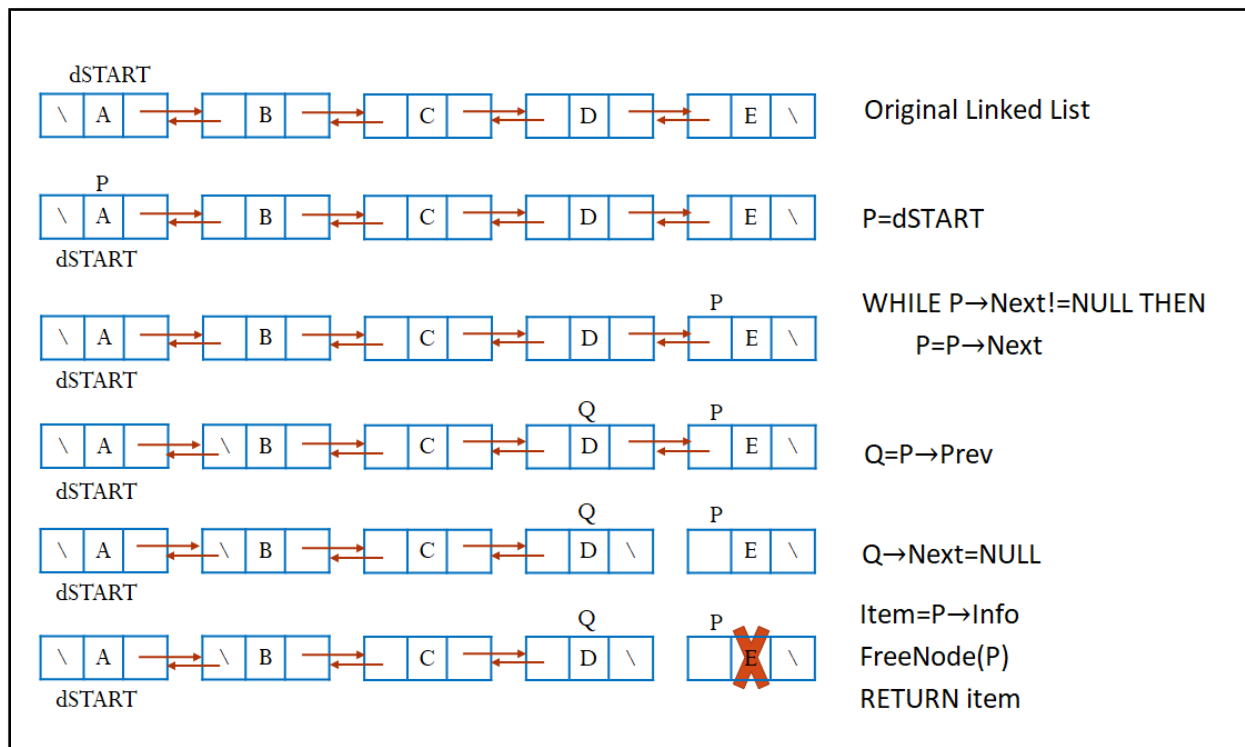 dSTART
\ A B C D E \
Original Linked List
P
\ A B C D E \
P=dSTART
dSTART
P
WHILE P→Next!=NULL THEN
\ A B C D E \
P=P→Next
dSTART
Q P
\ A \ B C D E \
Q=P→Prev
dSTART
Q P
\ A \ B C D \ E \
Q→Next=NULL
dSTART
Item=P→Info
Q P
\ A \ B C D \ E \
FreeNode(P)
dSTART
RETURN item